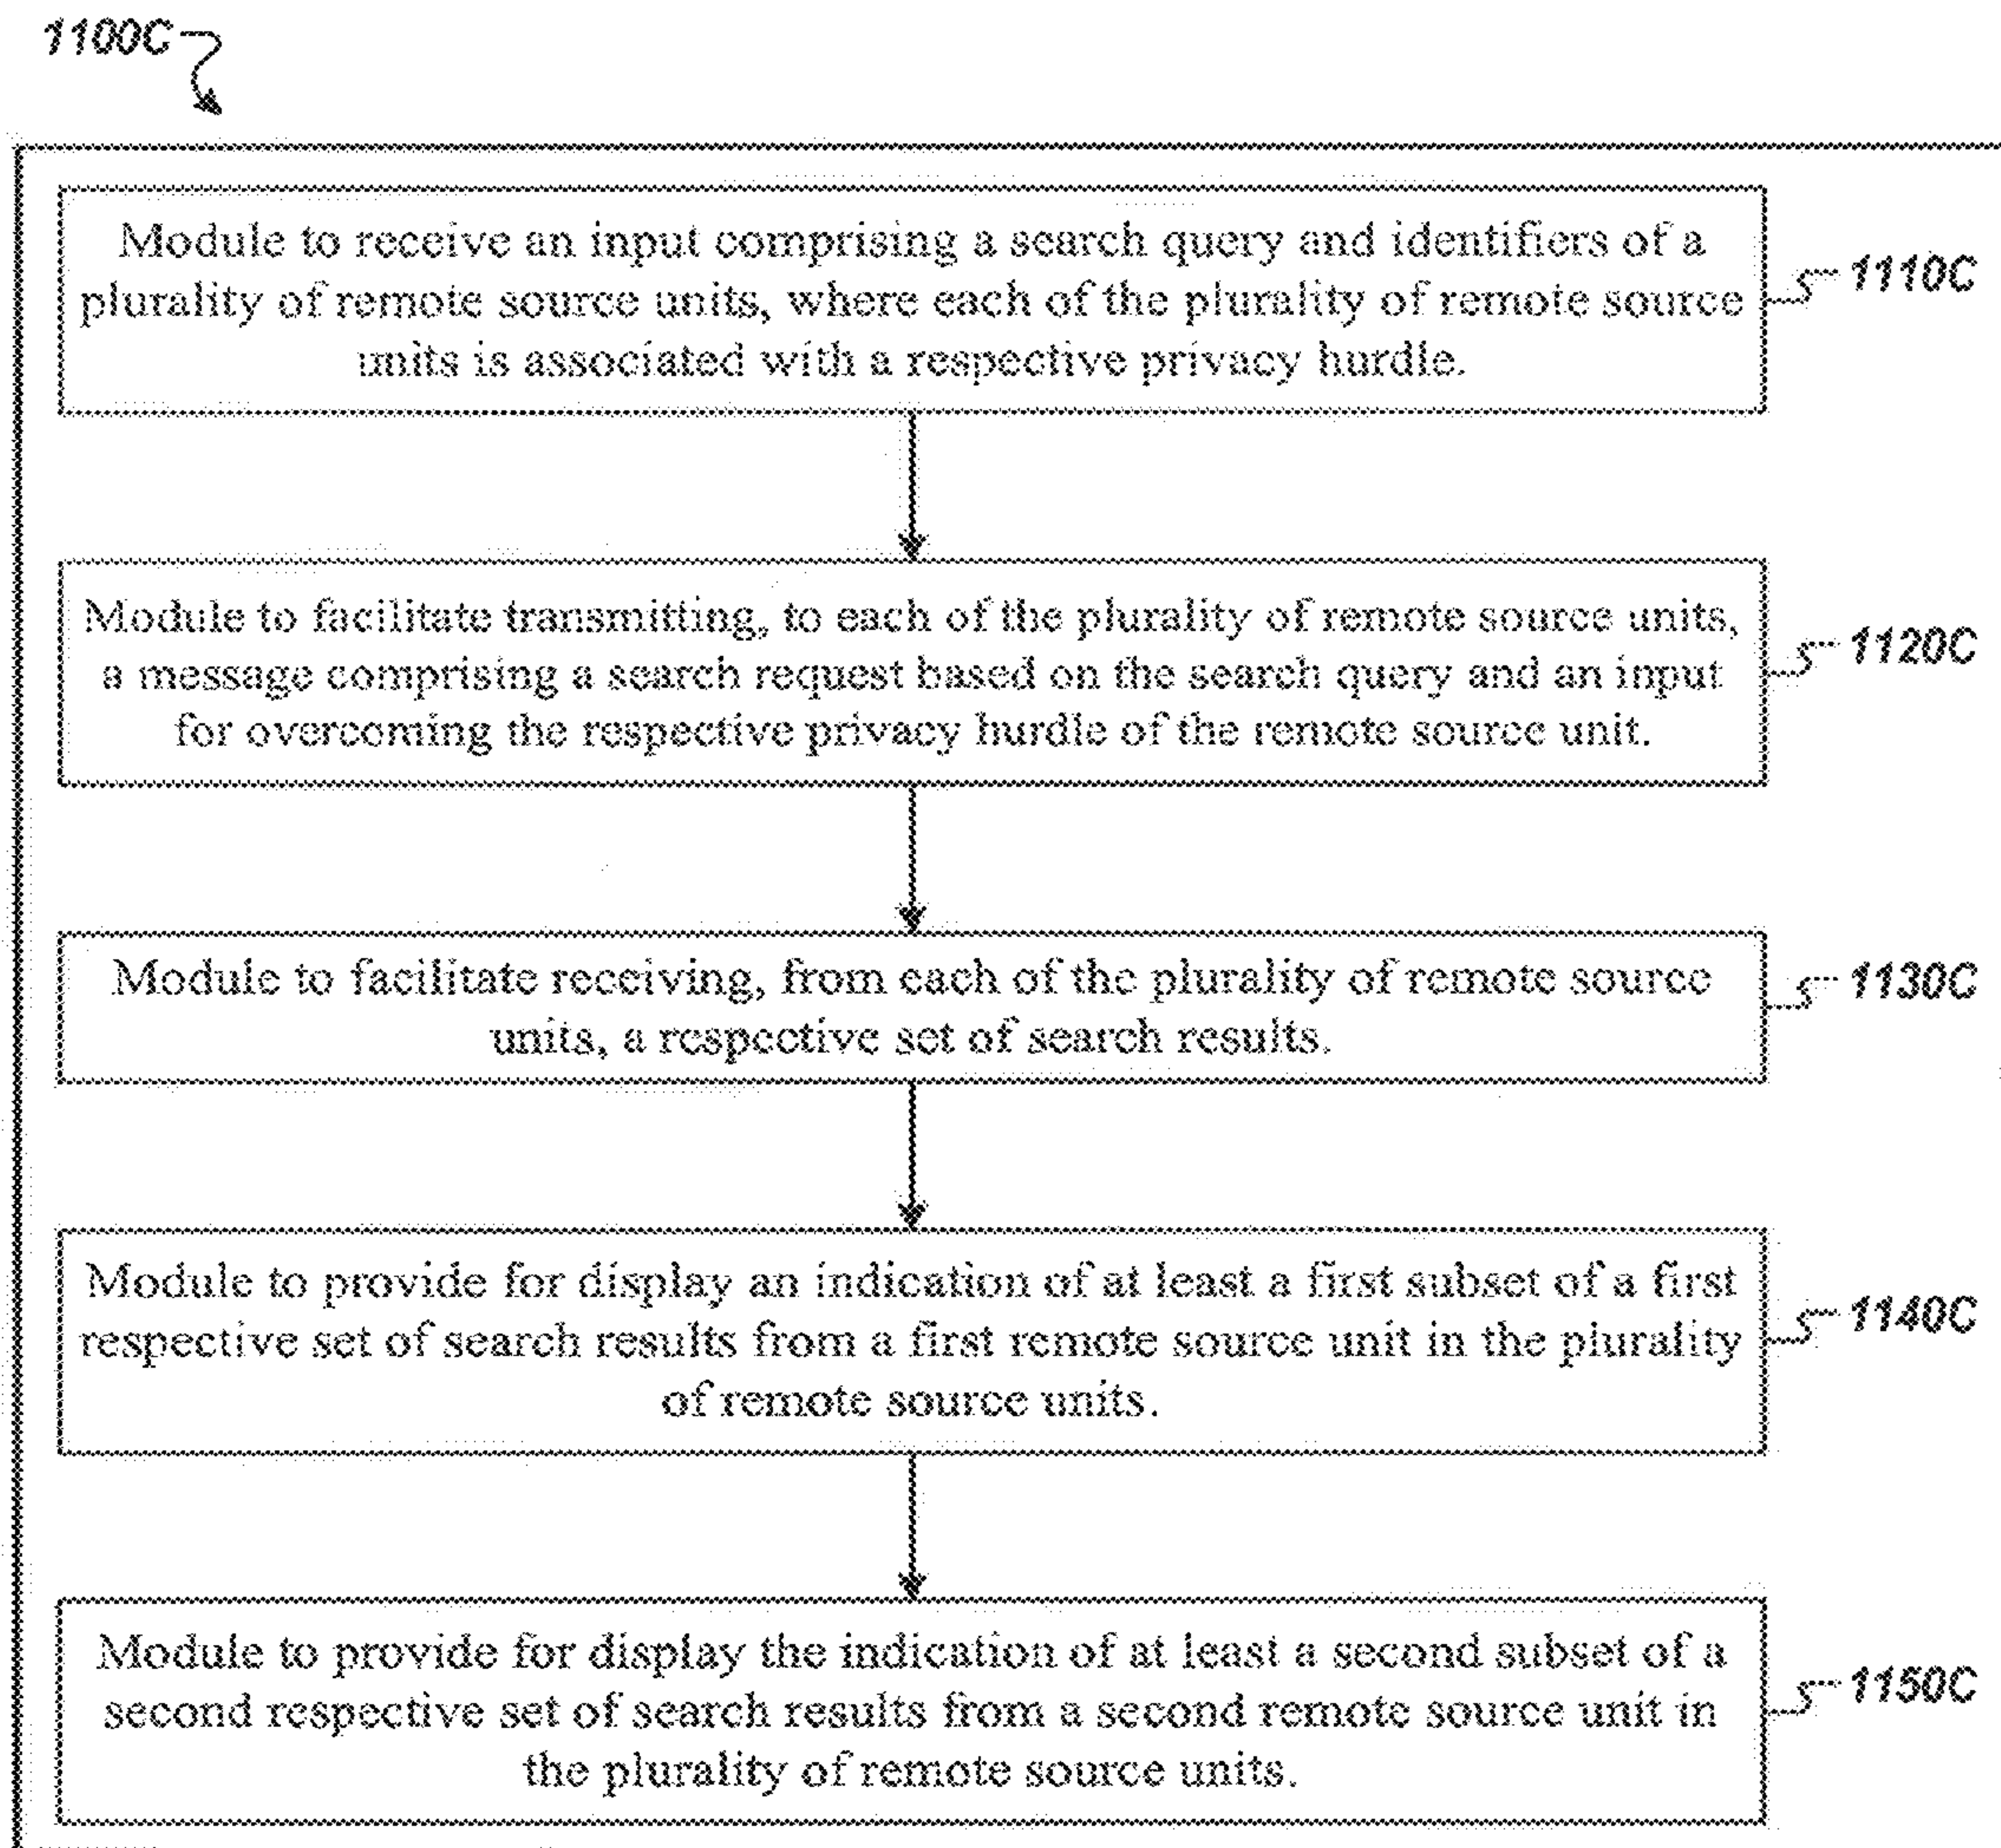 1100C
Module to receive an input comprising a search query and identifiers of a
plurality of remote source units, where each of the plurality of remote source
units is associated with a respective privacy hurdle.
1110C
Module to facilitate transmitting, to each of the plurality of remote source units,
a message comprising a search request based on the search query and an input
for overcoming the respective privacy hurdle of the remote source unit.
1120C
Module to facilitate receiving, from each of the plurality of remote source
units, a respective set of search results.
1130C
Module to provide for display an indication of at least a first subset of a first
respective set of search results from a first remote source unit in the plurality
of remote source units.
1140C
Module to provide for display the indication of at least a second subset of a
second respective set of search results from a second remote source unit in
the plurality of remote source units.
1150C